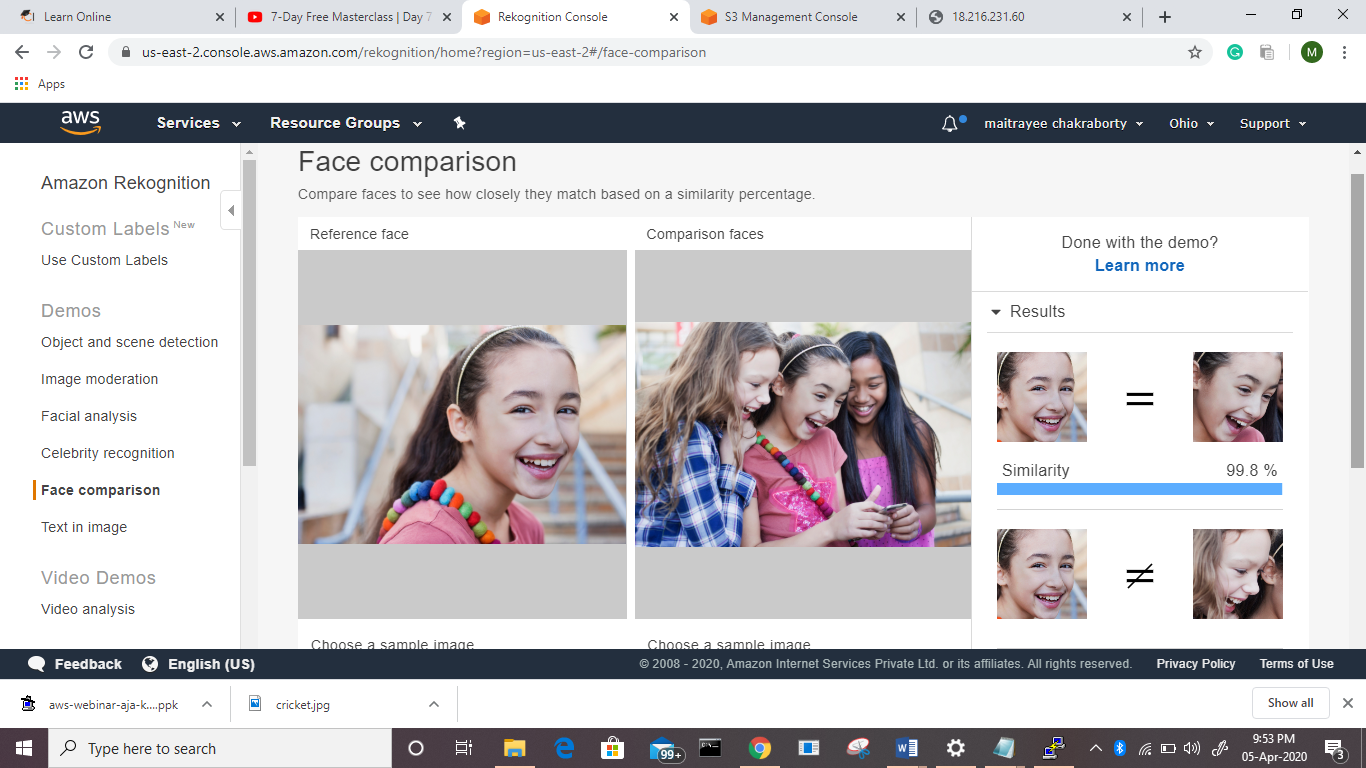 Learn Online
7-Day Free Masterclass | Day 7
Rekognition Console
S3 Management Console
18.216.231.60
us-east-2.console.aws.amazon.com/rekognition/home?region=us-east-2#/face-comparison
M
Apps
aws
Services
Resource Groups
maitrayee chakraborty
Ohio
Support
Amazon Rekognition
Custom Labels New
Use Custom Labels
Demos
Object and scene detection
Image moderation
Facial analysis
Celebrity recognition
Face comparison
Text in image
Video Demos
Video analysis
Face comparison
Compare faces to see how closely they match based on a similarity percentage.
Reference face
Comparison faces
Choose a sample image
Choose a sample image
Done with the demo?
Learn more
Results
=
Similarity 99.8 %
≠
Feedback
English (US)
© 2008 - 2020, Amazon Internet Services Private Ltd. or its affiliates. All rights reserved.
Privacy Policy
Terms of Use
aws-webinar-aja-k....ppk
cricket.jpg
Show all
Type here to search
99+
9:53 PM
05-Apr-2020
3